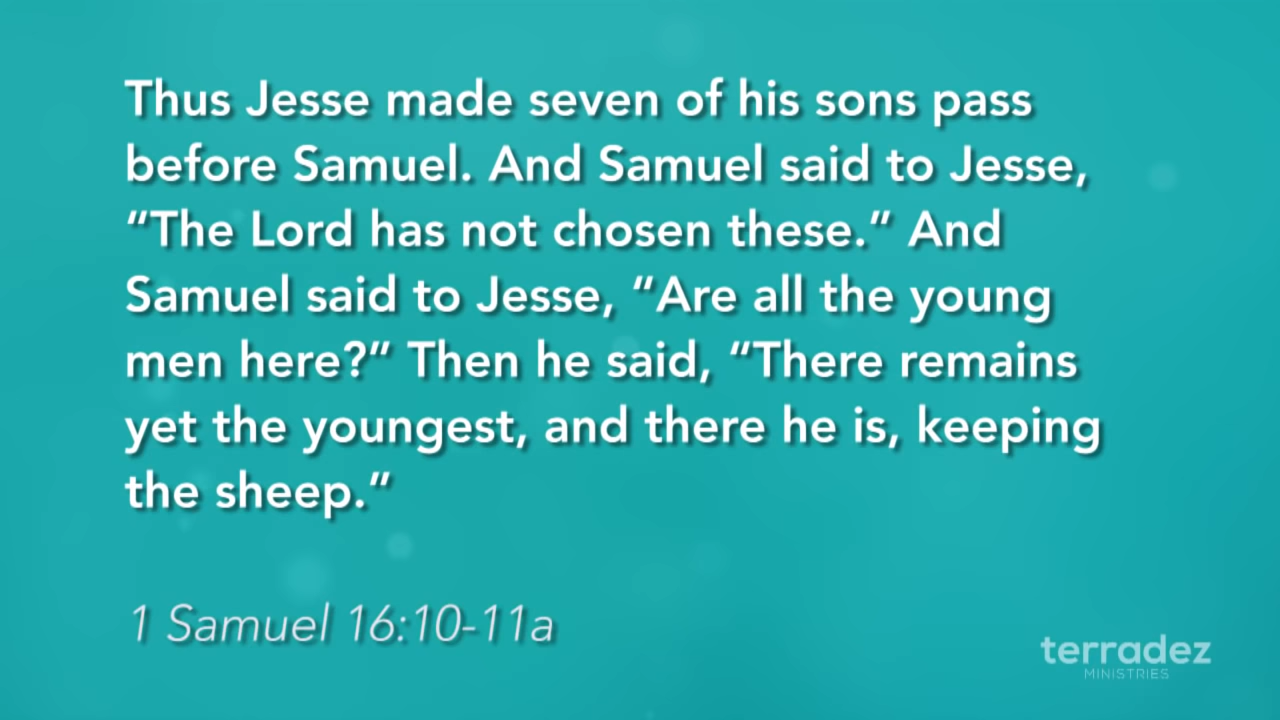 Thus Jesse made seven of his sons pass
before Samuel. And Samuel said to Jesse,
“The Lord has not chosen these.” And
Samuel said to Jesse, “Are all the young
men here?” Then he said, “There remains
yet the youngest, and there he is, keeping
the sheep.”
1 Samuel 16:10-11a
terradez
MINISTRIES